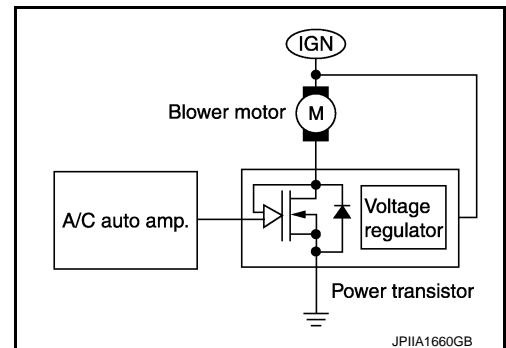 IGN
Blower motor
M
A/C auto amp.
Voltage
regulator
Power transistor
JPIIA1660GB